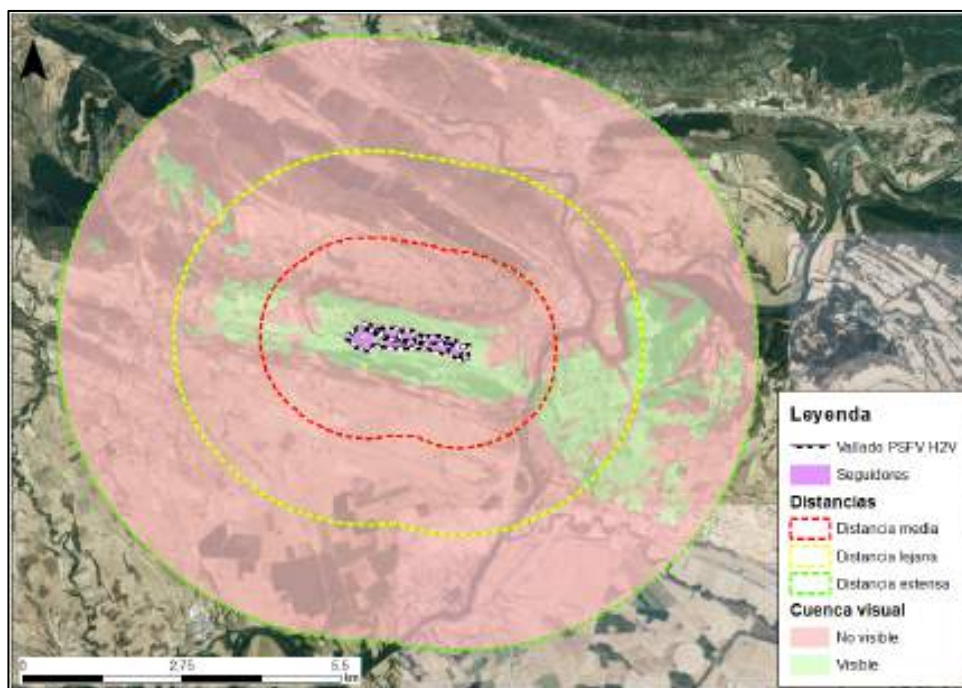 Leyenda
Vallado PSFV H2V
Seguidores
Distancias
Distancia media
Distancia lejana
Distancia extensa
Cuenca visual
No visible
Visible
0 2.75 5.5
km